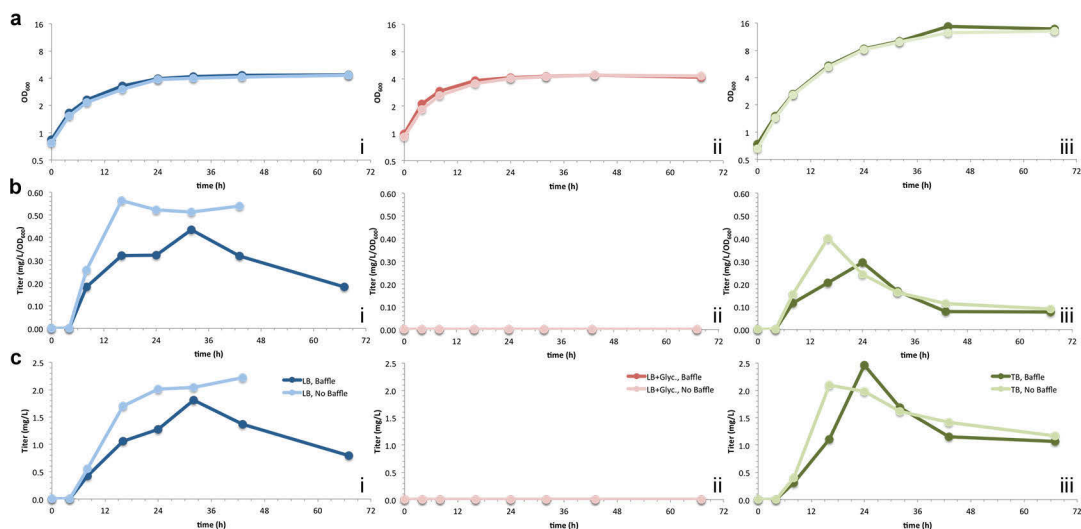 a
16
8
4
2
1
0.5
OD600
0 12 24 36 48 60 72
time (h)
i
16
8
4
2
1
0.5
OD600
0 12 24 36 48 60 72
time (h)
ii
16
8
4
2
1
0.5
OD600
0 12 24 36 48 60 72
time (h)
iii
b
0.60
0.50
0.40
0.30
0.20
0.10
0.00
Titer (mg/L/OD600)
0 12 24 36 48 60 72
time (h)
i
0.60
0.50
0.40
0.30
0.20
0.10
0.00
Titer (mg/L/OD600)
0 12 24 36 48 60 72
time (h)
ii
0.60
0.50
0.40
0.30
0.20
0.10
0.00
Titer (mg/L/OD600)
0 12 24 36 48 60 72
time (h)
iii
c
2.5
2.0
1.5
1.0
0.5
0.0
Titer (mg/L)
LB, Baffle
LB, No Baffle
0 12 24 36 48 60 72
time (h)
i
2.5
2.0
1.5
1.0
0.5
0.0
Titer (mg/L)
LB+Glyc., Baffle
LB+Glyc., No Baffle
0 12 24 36 48 60 72
time (h)
ii
2.5
2.0
1.5
1.0
0.5
0.0
Titer (mg/L)
TB, Baffle
TB, No Baffle
0 12 24 36 48 60 72
time (h)
iii